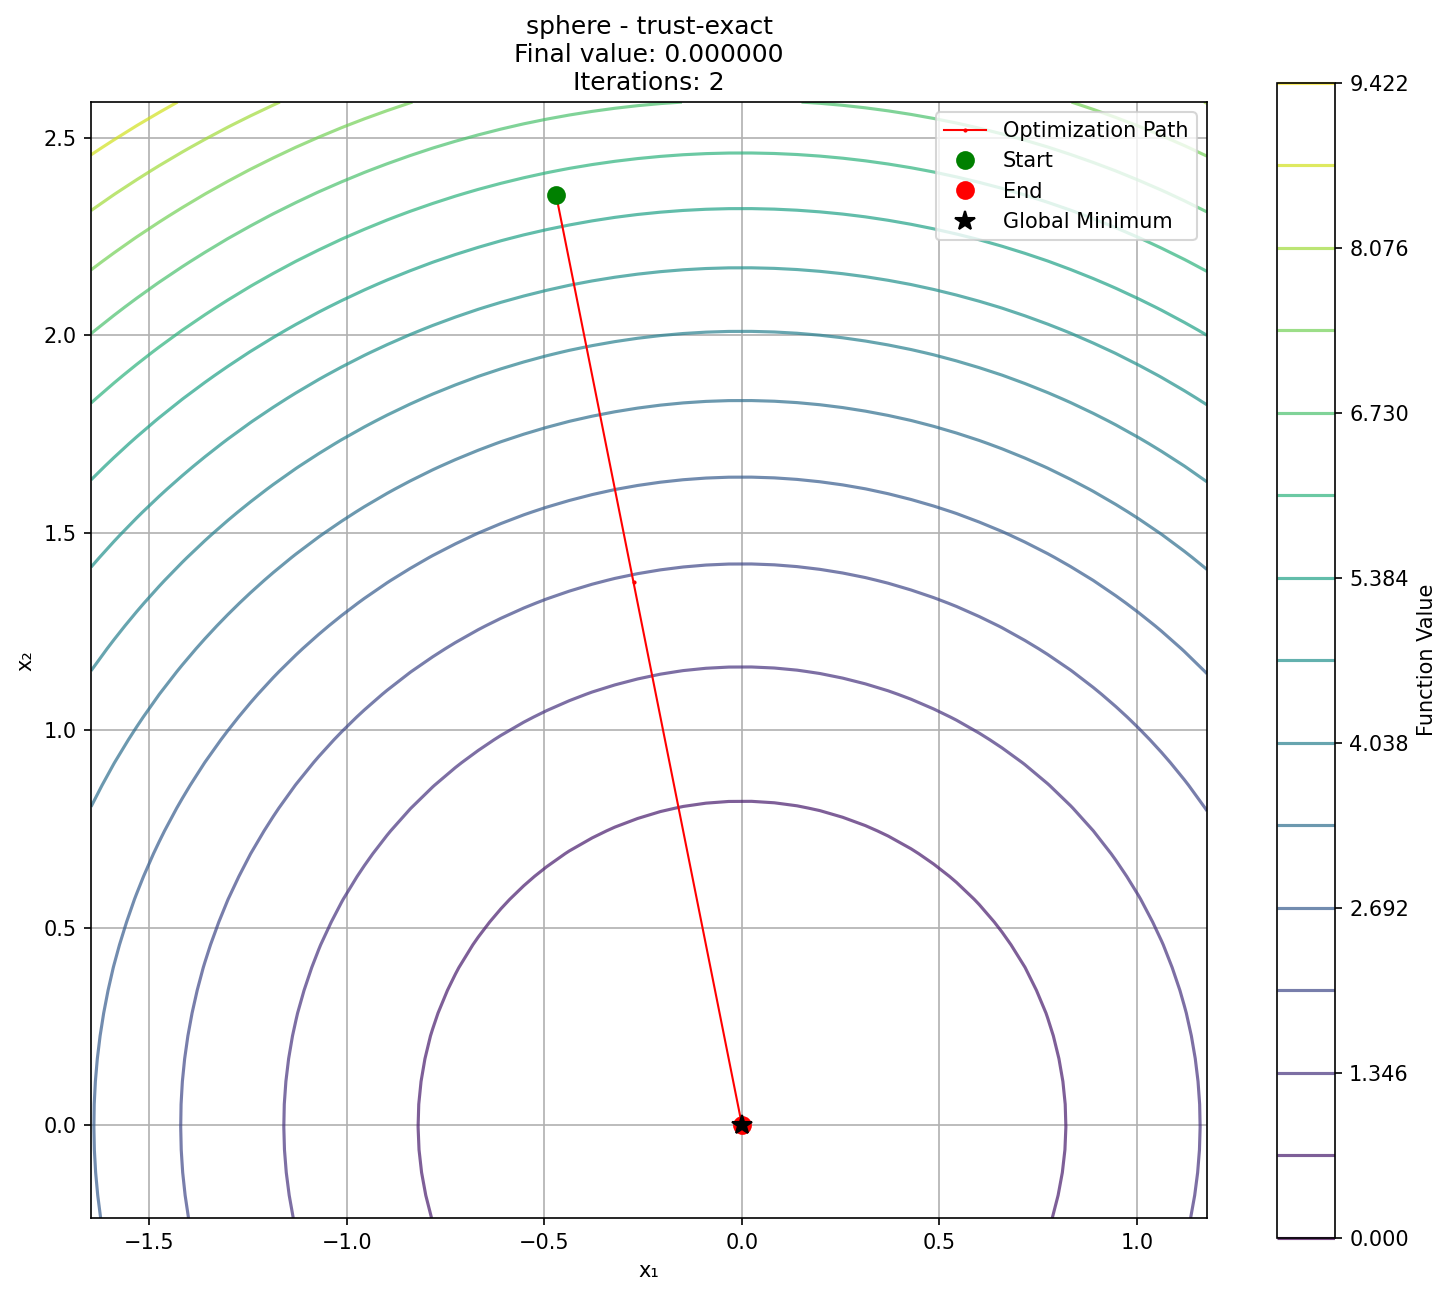 sphere - trust-exact
Final value: 0.000000
Iterations: 2
Optimization Path
Start
End
Global Minimum
2.5
2.0
1.5
1.0
0.5
0.0
x₂
−1.5
−1.0
−0.5
0.0
0.5
1.0
x₁
9.422
8.076
6.730
5.384
4.038
2.692
1.346
0.000
Function Value